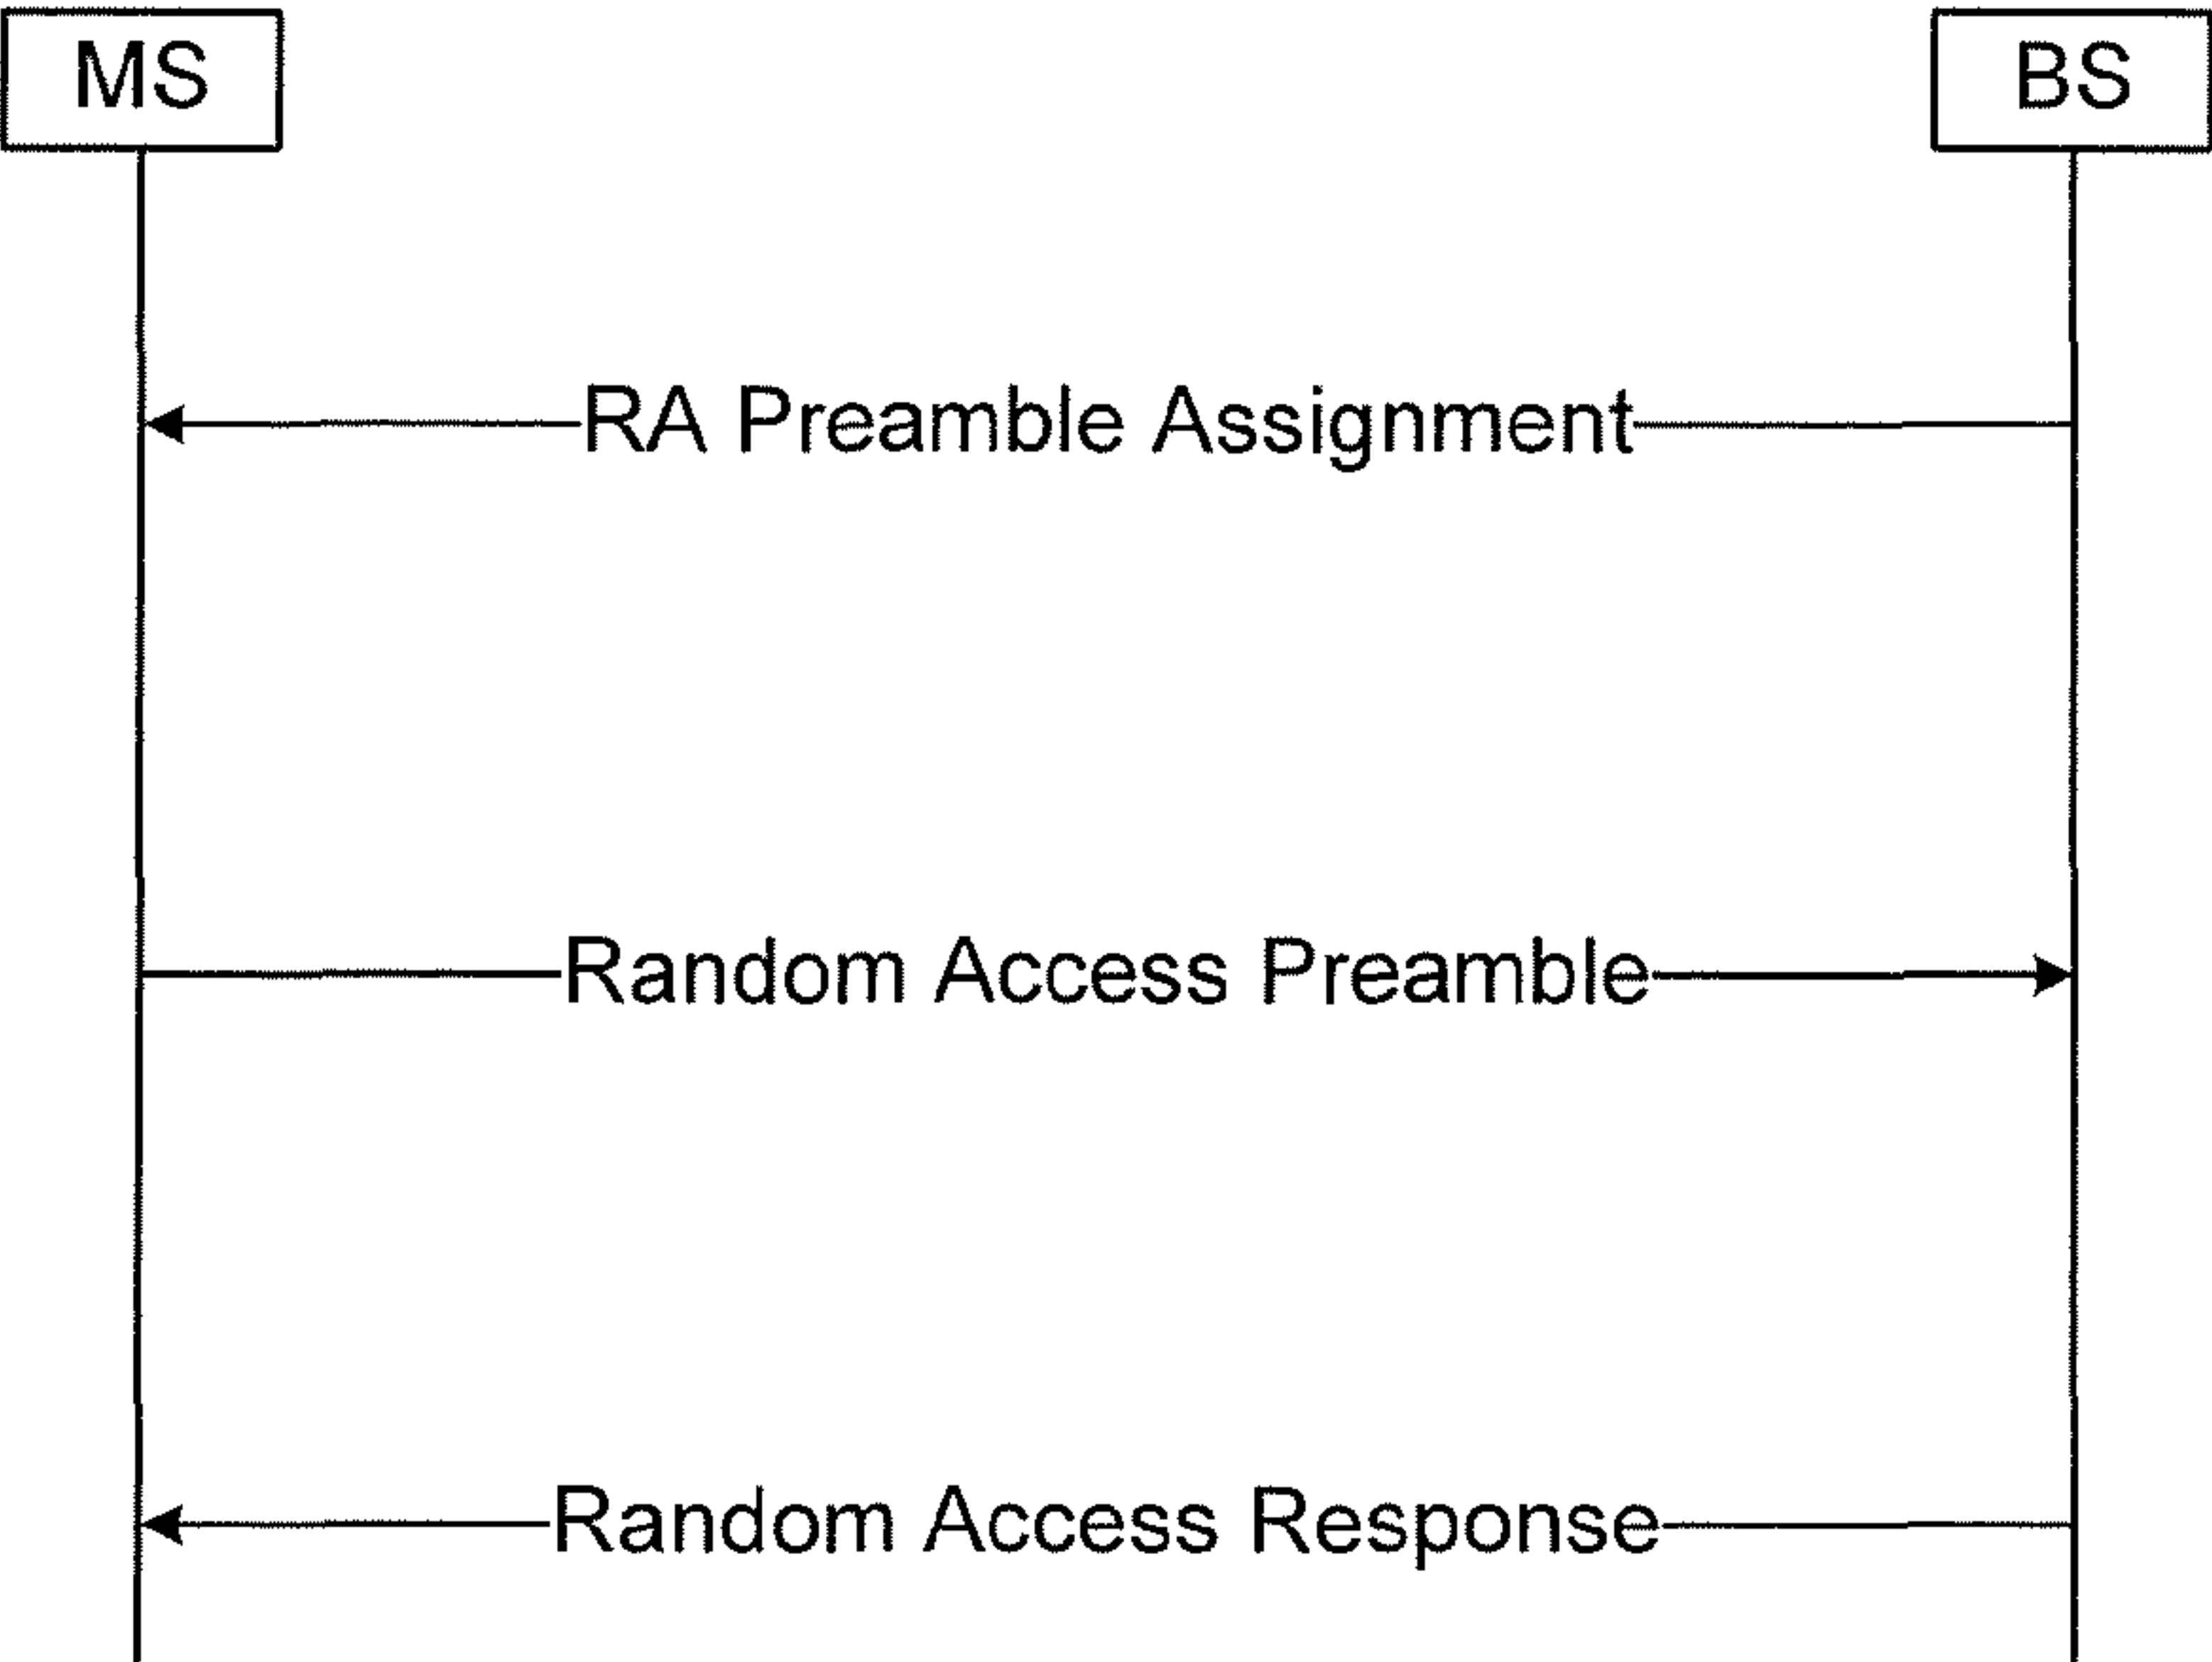 MS
BS
RA Preamble Assignment
Random Access Preamble
Random Access Response